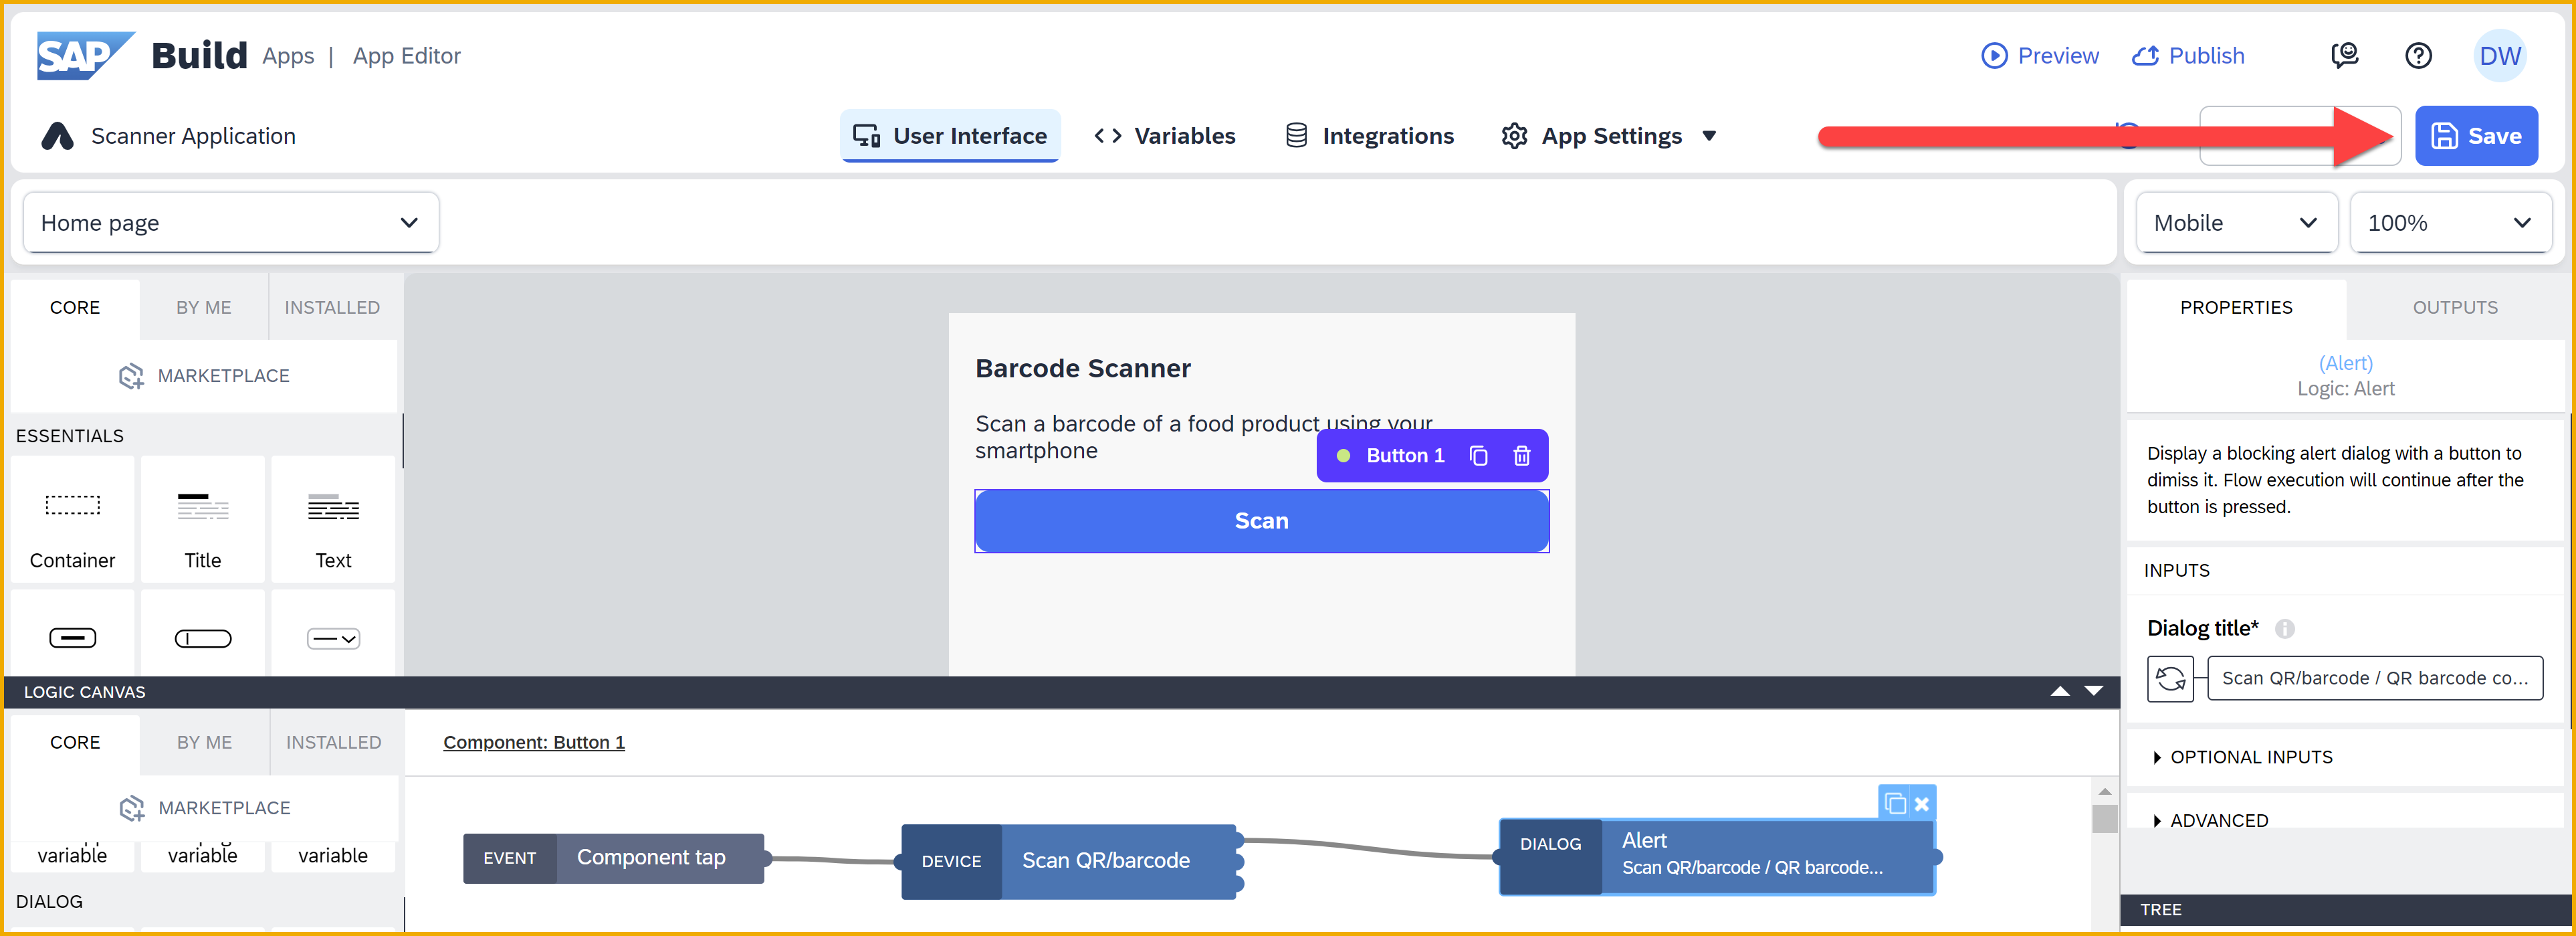 SAP Build Apps | App Editor
Preview
Publish
DW
Scanner Application
User Interface
Variables
Integrations
App Settings
Save
Home page
Mobile
100%
CORE
BY ME
INSTALLED
MARKETPLACE
ESSENTIALS
Container
Title
Text
Barcode Scanner
Scan a barcode of a food product using your
smartphone
Button 1
Scan
PROPERTIES
OUTPUTS
(Alert)
Logic: Alert
Display a blocking alert dialog with a button to
dimiss it. Flow execution will continue after the
button is pressed.
INPUTS
Dialog title*
Scan QR/barcode / QR barcode co...
OPTIONAL INPUTS
ADVANCED
TREE
LOGIC CANVAS
CORE
BY ME
INSTALLED
MARKETPLACE
variable
variable
variable
DIALOG
Component: Button 1
EVENT
Component tap
DEVICE
Scan QR/barcode
DIALOG
Alert
Scan QR/barcode / QR barcode...